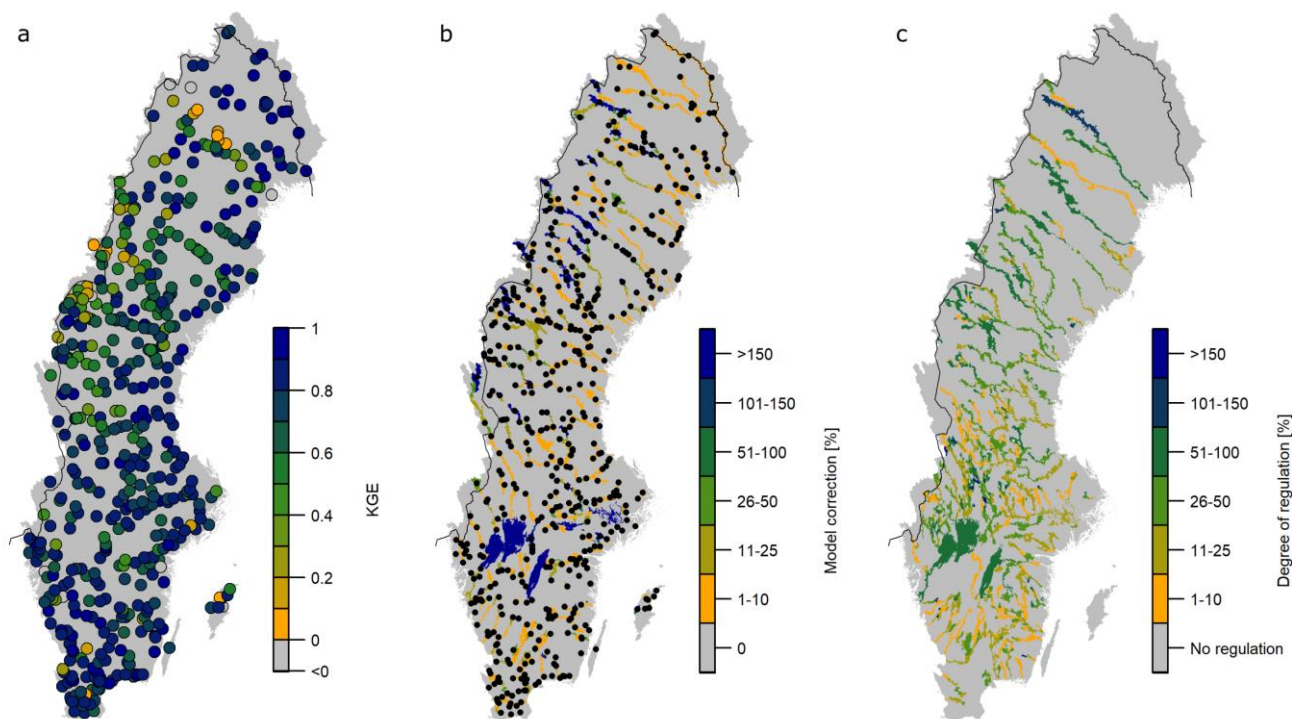 a
1
0.8
0.6
0.4
0.2
0
<0
KGE
b
>150
101-150
51-100
26-50
11-25
1-10
0
Model correction [%]
c
>150
101-150
51-100
26-50
11-25
1-10
No regulation
Degree of regulation [%]